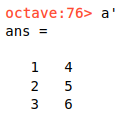 octave:76> a'
ans =
1 4
2 5
3 6